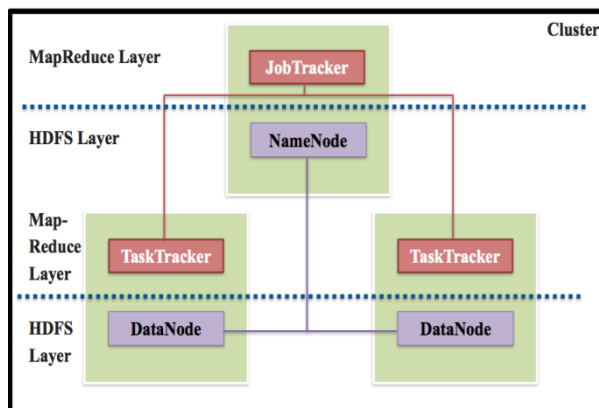 Cluster
MapReduce Layer
JobTracker
HDFS Layer
NameNode
Map-
Reduce
Layer
TaskTracker
TaskTracker
HDFS
Layer
DataNode
DataNode